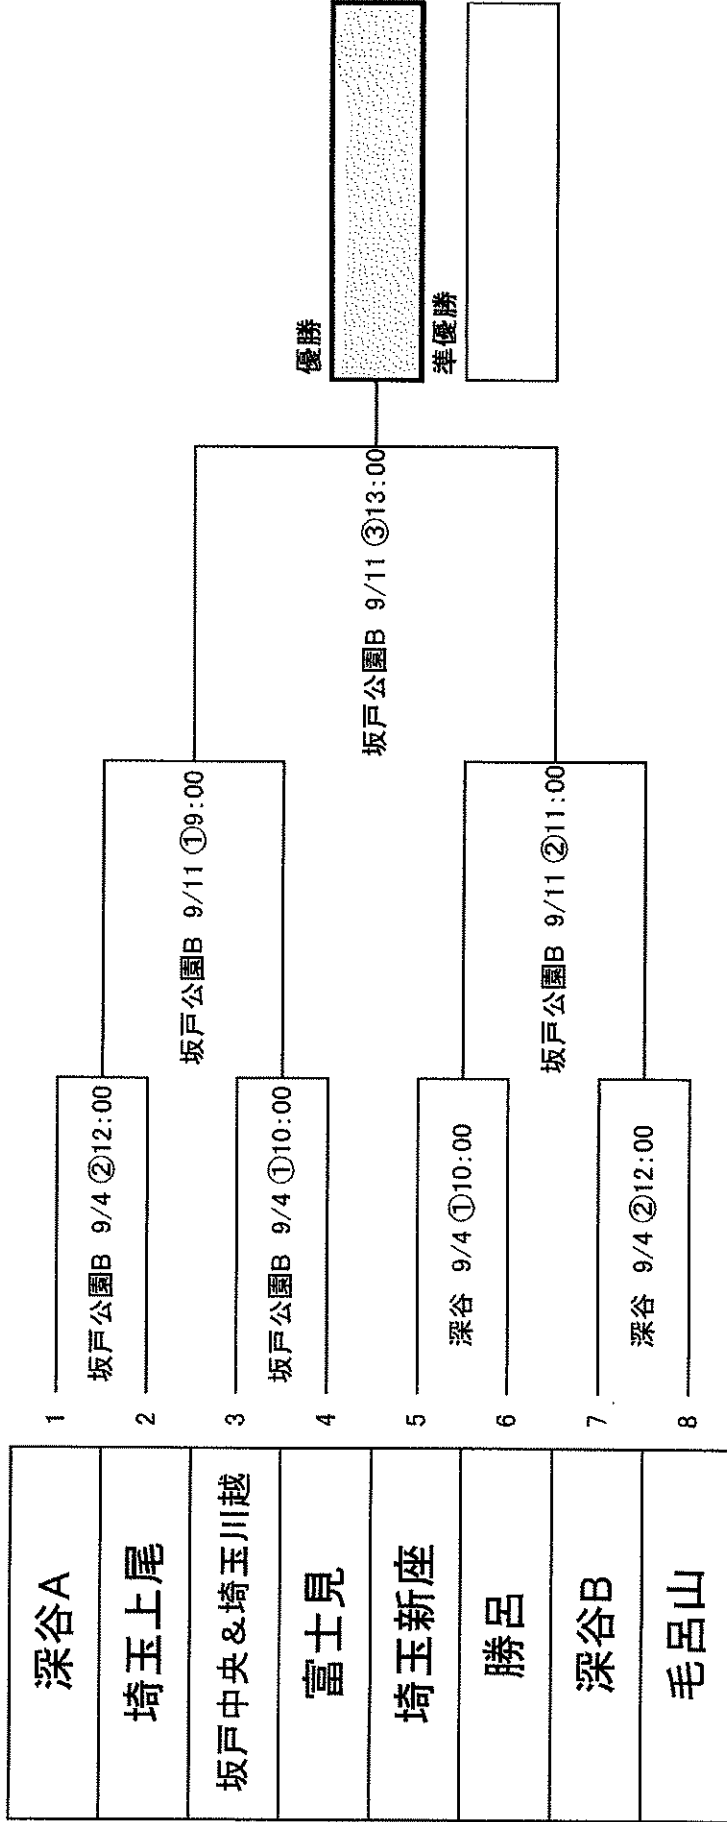 深谷A
1
坂戸公園B 9/4 ②12:00
埼玉上尾
2
坂戸公園B 9/11 ①9:00
坂戸中央&埼玉川越
3
坂戸公園B 9/4 ①10:00
富士見
4
優勝
坂戸公園B 9/11 ③13:00
準優勝
埼玉新座
5
深谷 9/4 ①10:00
勝呂
6
坂戸公園B 9/11 ②11:00
深谷B
7
深谷 9/4 ②12:00
毛呂山
8